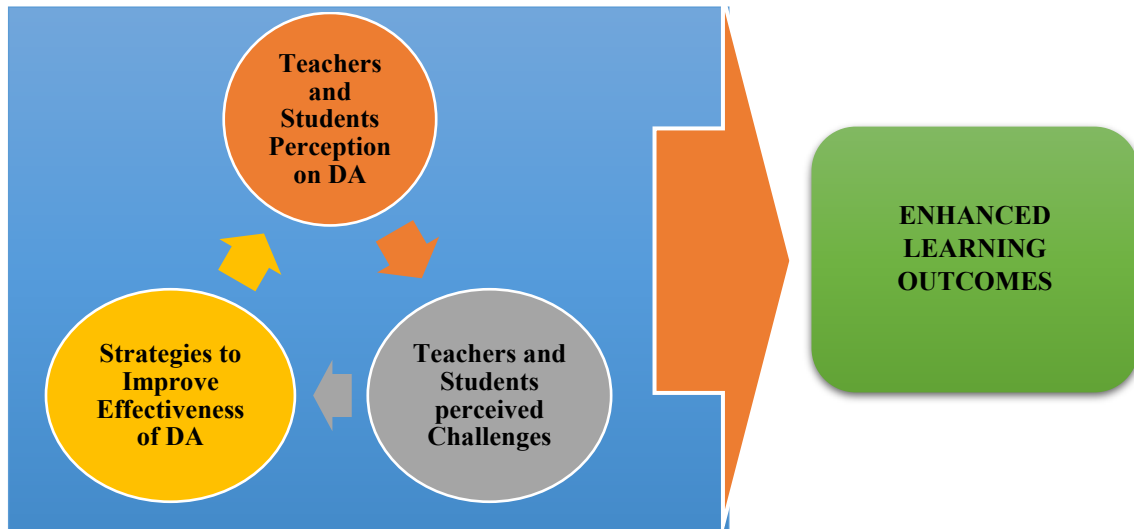 Teachers
and
Students
Perception
on DA
Strategies to
Improve
Effectiveness
of DA
Teachers and
Students
perceived
Challenges
ENHANCED
LEARNING
OUTCOMES